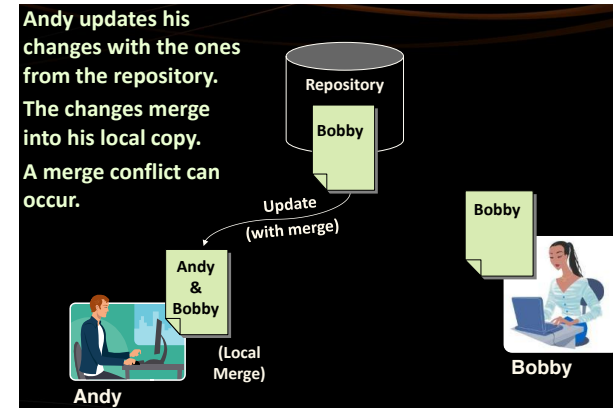 Andy updates his
changes with the ones
from the repository.
The changes merge
into his local copy.
A merge conflict can
occur.
Repository
Bobby
Update
(with merge)
Bobby
Andy
&
Bobby
(Local
Merge)
Andy
Bobby